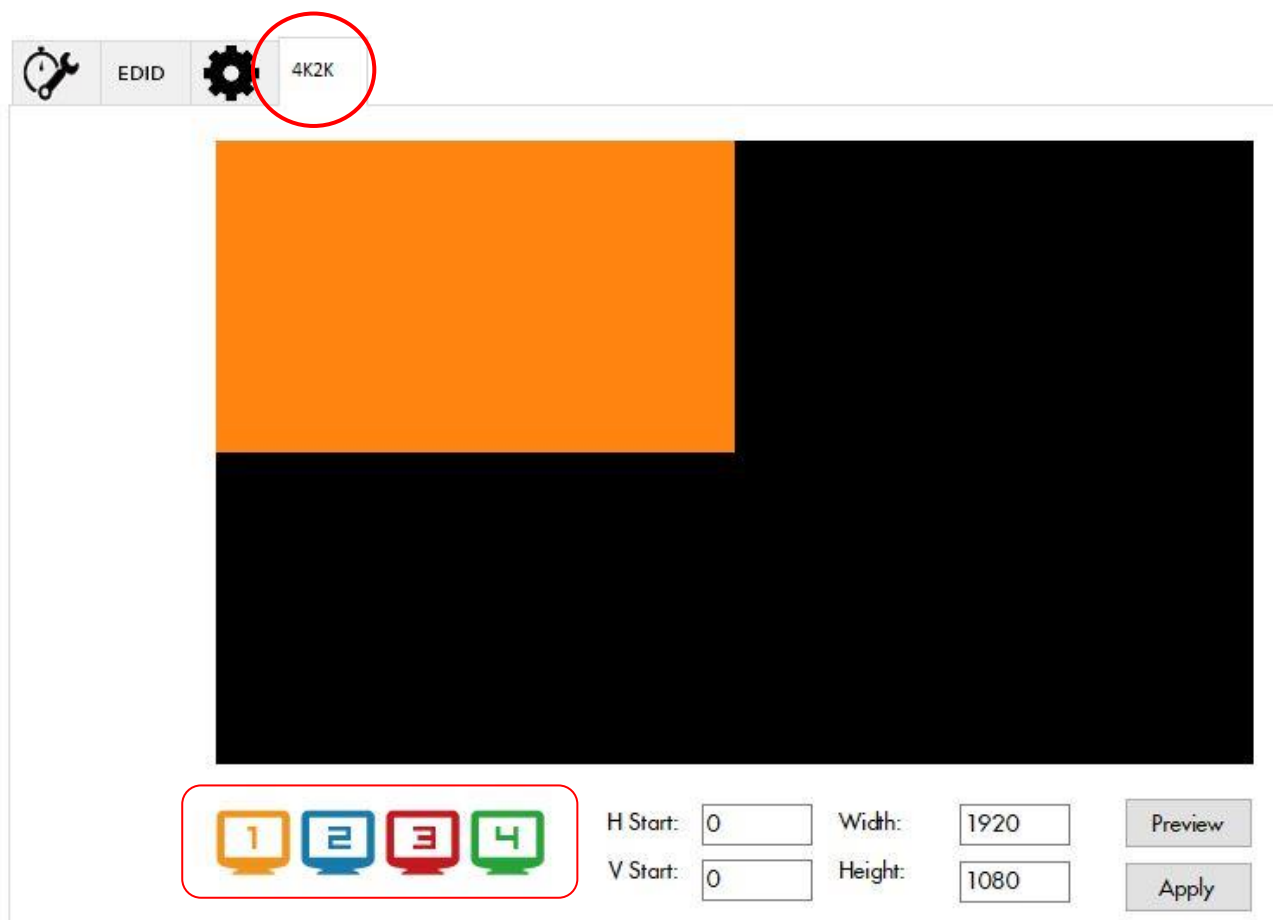 EDID
4K2K
1 2 3 4
H Start: 0 Width: 1920 Preview
V Start: 0 Height: 1080 Apply